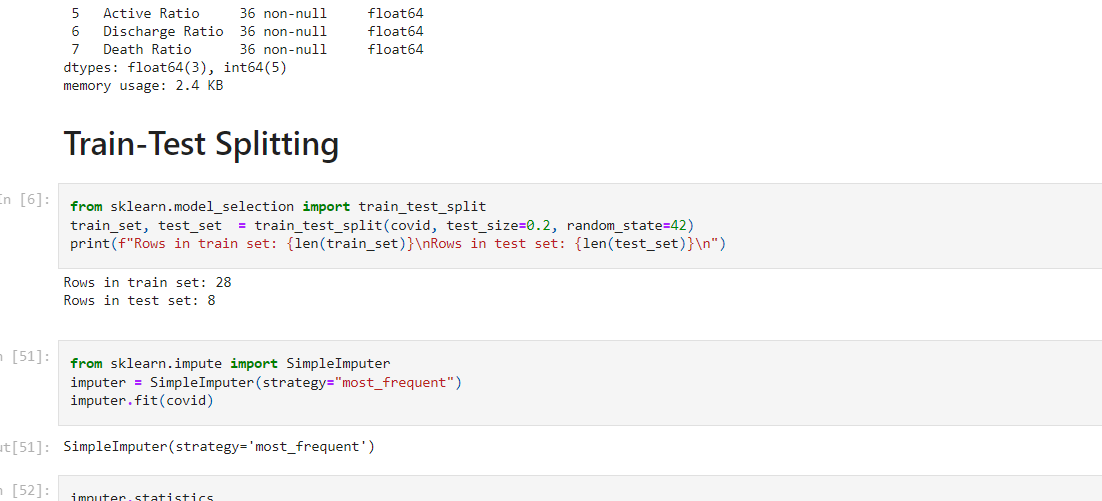 5 Active Ratio 36 non-null float64
6 Discharge Ratio 36 non-null float64
7 Death Ratio 36 non-null float64
dtypes: float64(3), int64(5)
memory usage: 2.4 KB
Train-Test Splitting
In [6]:
from sklearn.model_selection import train_test_split
train_set, test_set  = train_test_split(covid, test_size=0.2, random_state=42)
print(f"Rows in train set: {len(train_set)}\nRows in test set: {len(test_set)}\n")
Rows in train set: 28
Rows in test set: 8
[51]:
from sklearn.impute import SimpleImputer
imputer = SimpleImputer(strategy="most_frequent")
imputer.fit(covid)
ut[51]:
SimpleImputer(strategy='most_frequent')
[52]:
imputer.statistics